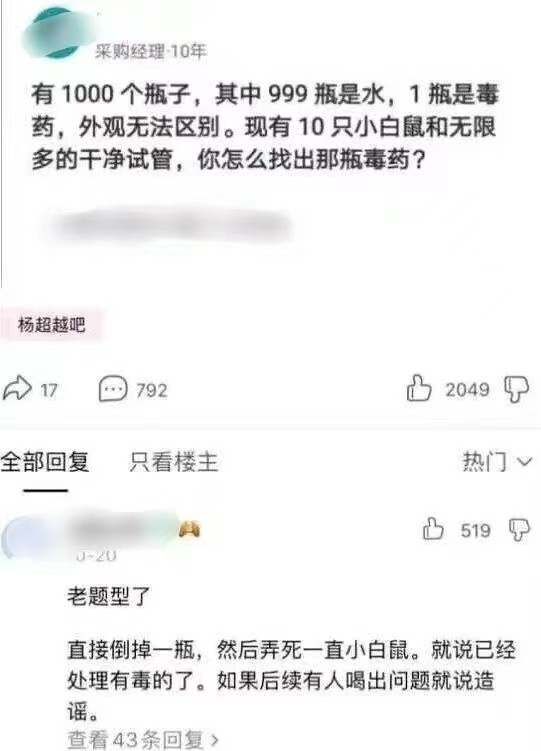 采购经理·10年
有 1000 个瓶子，其中 999 瓶是水，1 瓶是毒
药，外观无法区别。现有 10 只小白鼠和无限
多的干净试管，你怎么找出那瓶毒药？
杨超越吧
17 792 2049
全部回复 只看楼主 热门
519
老题型了
直接倒掉一瓶，然后弄死一直小白鼠。就说已经
处理有毒的了。如果后续有人喝出问题就说造
谣。
查看43条回复